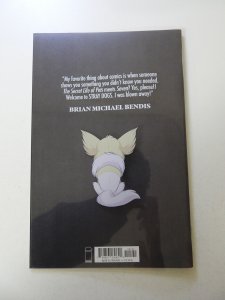 "My favorite thing about comics is when someone
shows you something you didn't know you needed.
The Secret Life of Pets meets Seven? Yes, please!!
Welcome to STRAY DOGS. I was blown away!"
BRIAN MICHAEL BENDIS